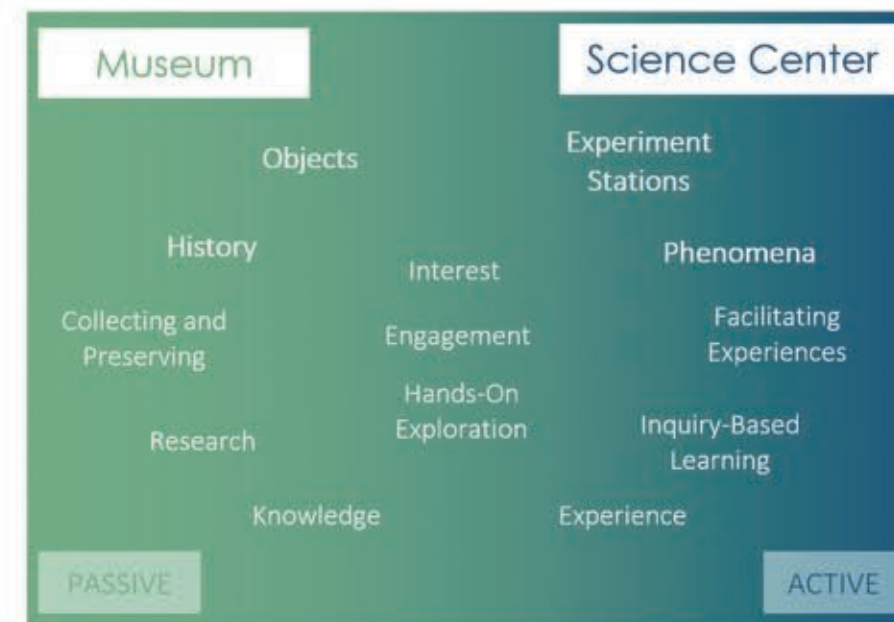 Museum
Science Center
Objects
Experiment
Stations
History
Phenomena
Interest
Collecting and
Preserving
Engagement
Facilitating
Experiences
Hands-On
Exploration
Research
Inquiry-Based
Learning
Knowledge
Experience
PASSIVE
ACTIVE